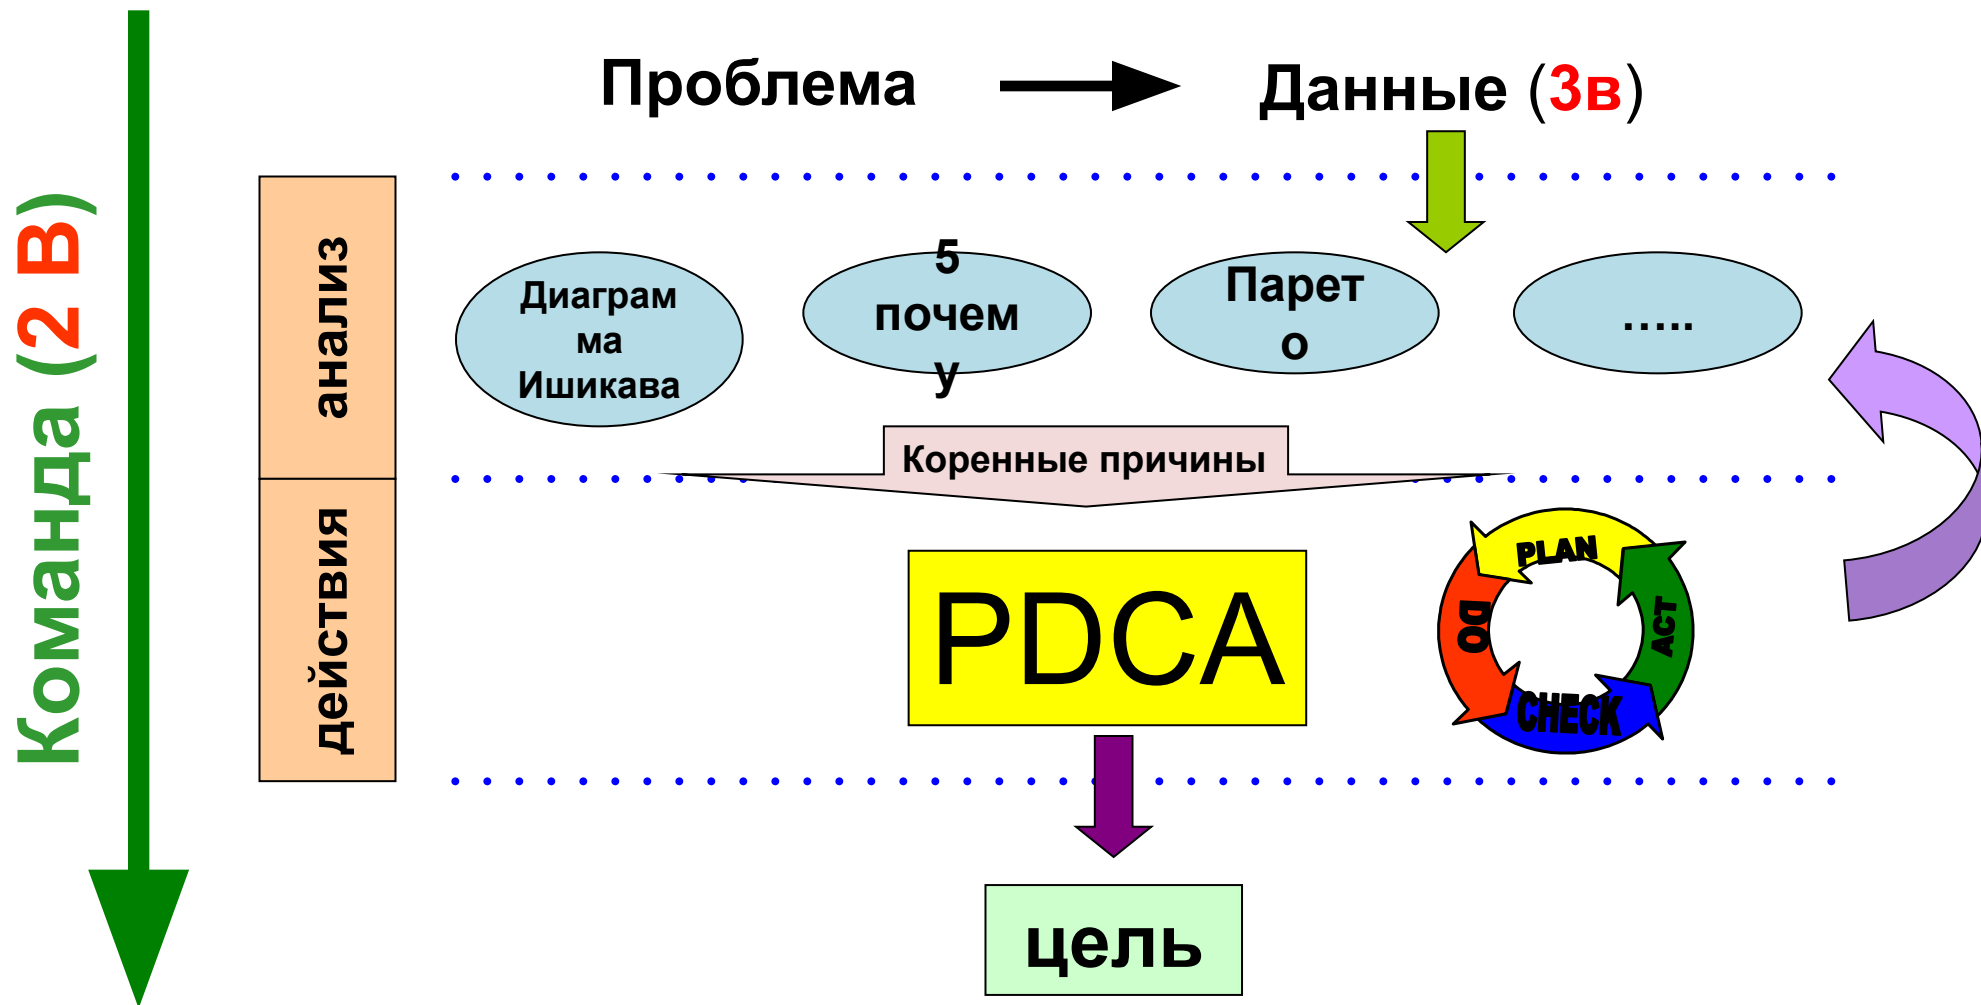 Проблема
Данные (3в)
Команда (2 В)
анализ
Диаграм
ма
Ишикава
5
почем
у
Парет
о
.....
Коренные причины
действия
PDCA
PLAN
DO
ACT
CHECK
цель